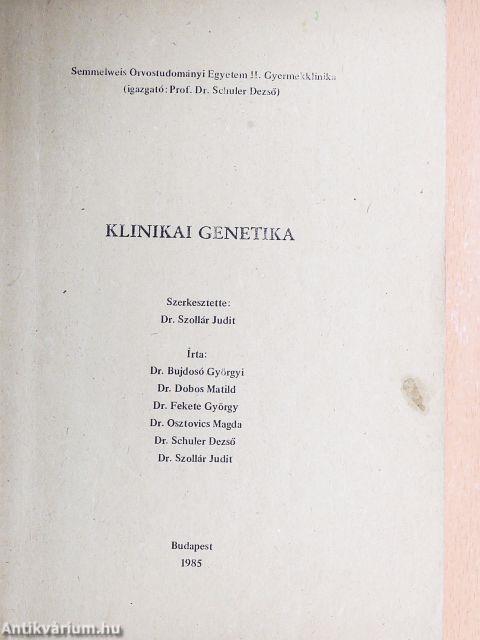 Semmelweis Orvostudományi Egyetem II. Gyermekklinika
(igazgató: Prof. Dr. Schuler Dezső)
KLINIKAI GENETIKA
Szerkesztette:
Dr. Szollár Judit
Írta:
Dr. Bujdosó Györgyi
Dr. Dobos Matild
Dr. Fekete György
Dr. Osztovics Magda
Dr. Schuler Dezső
Dr. Szollár Judit
Budapest
1985
Antikvárium.hu